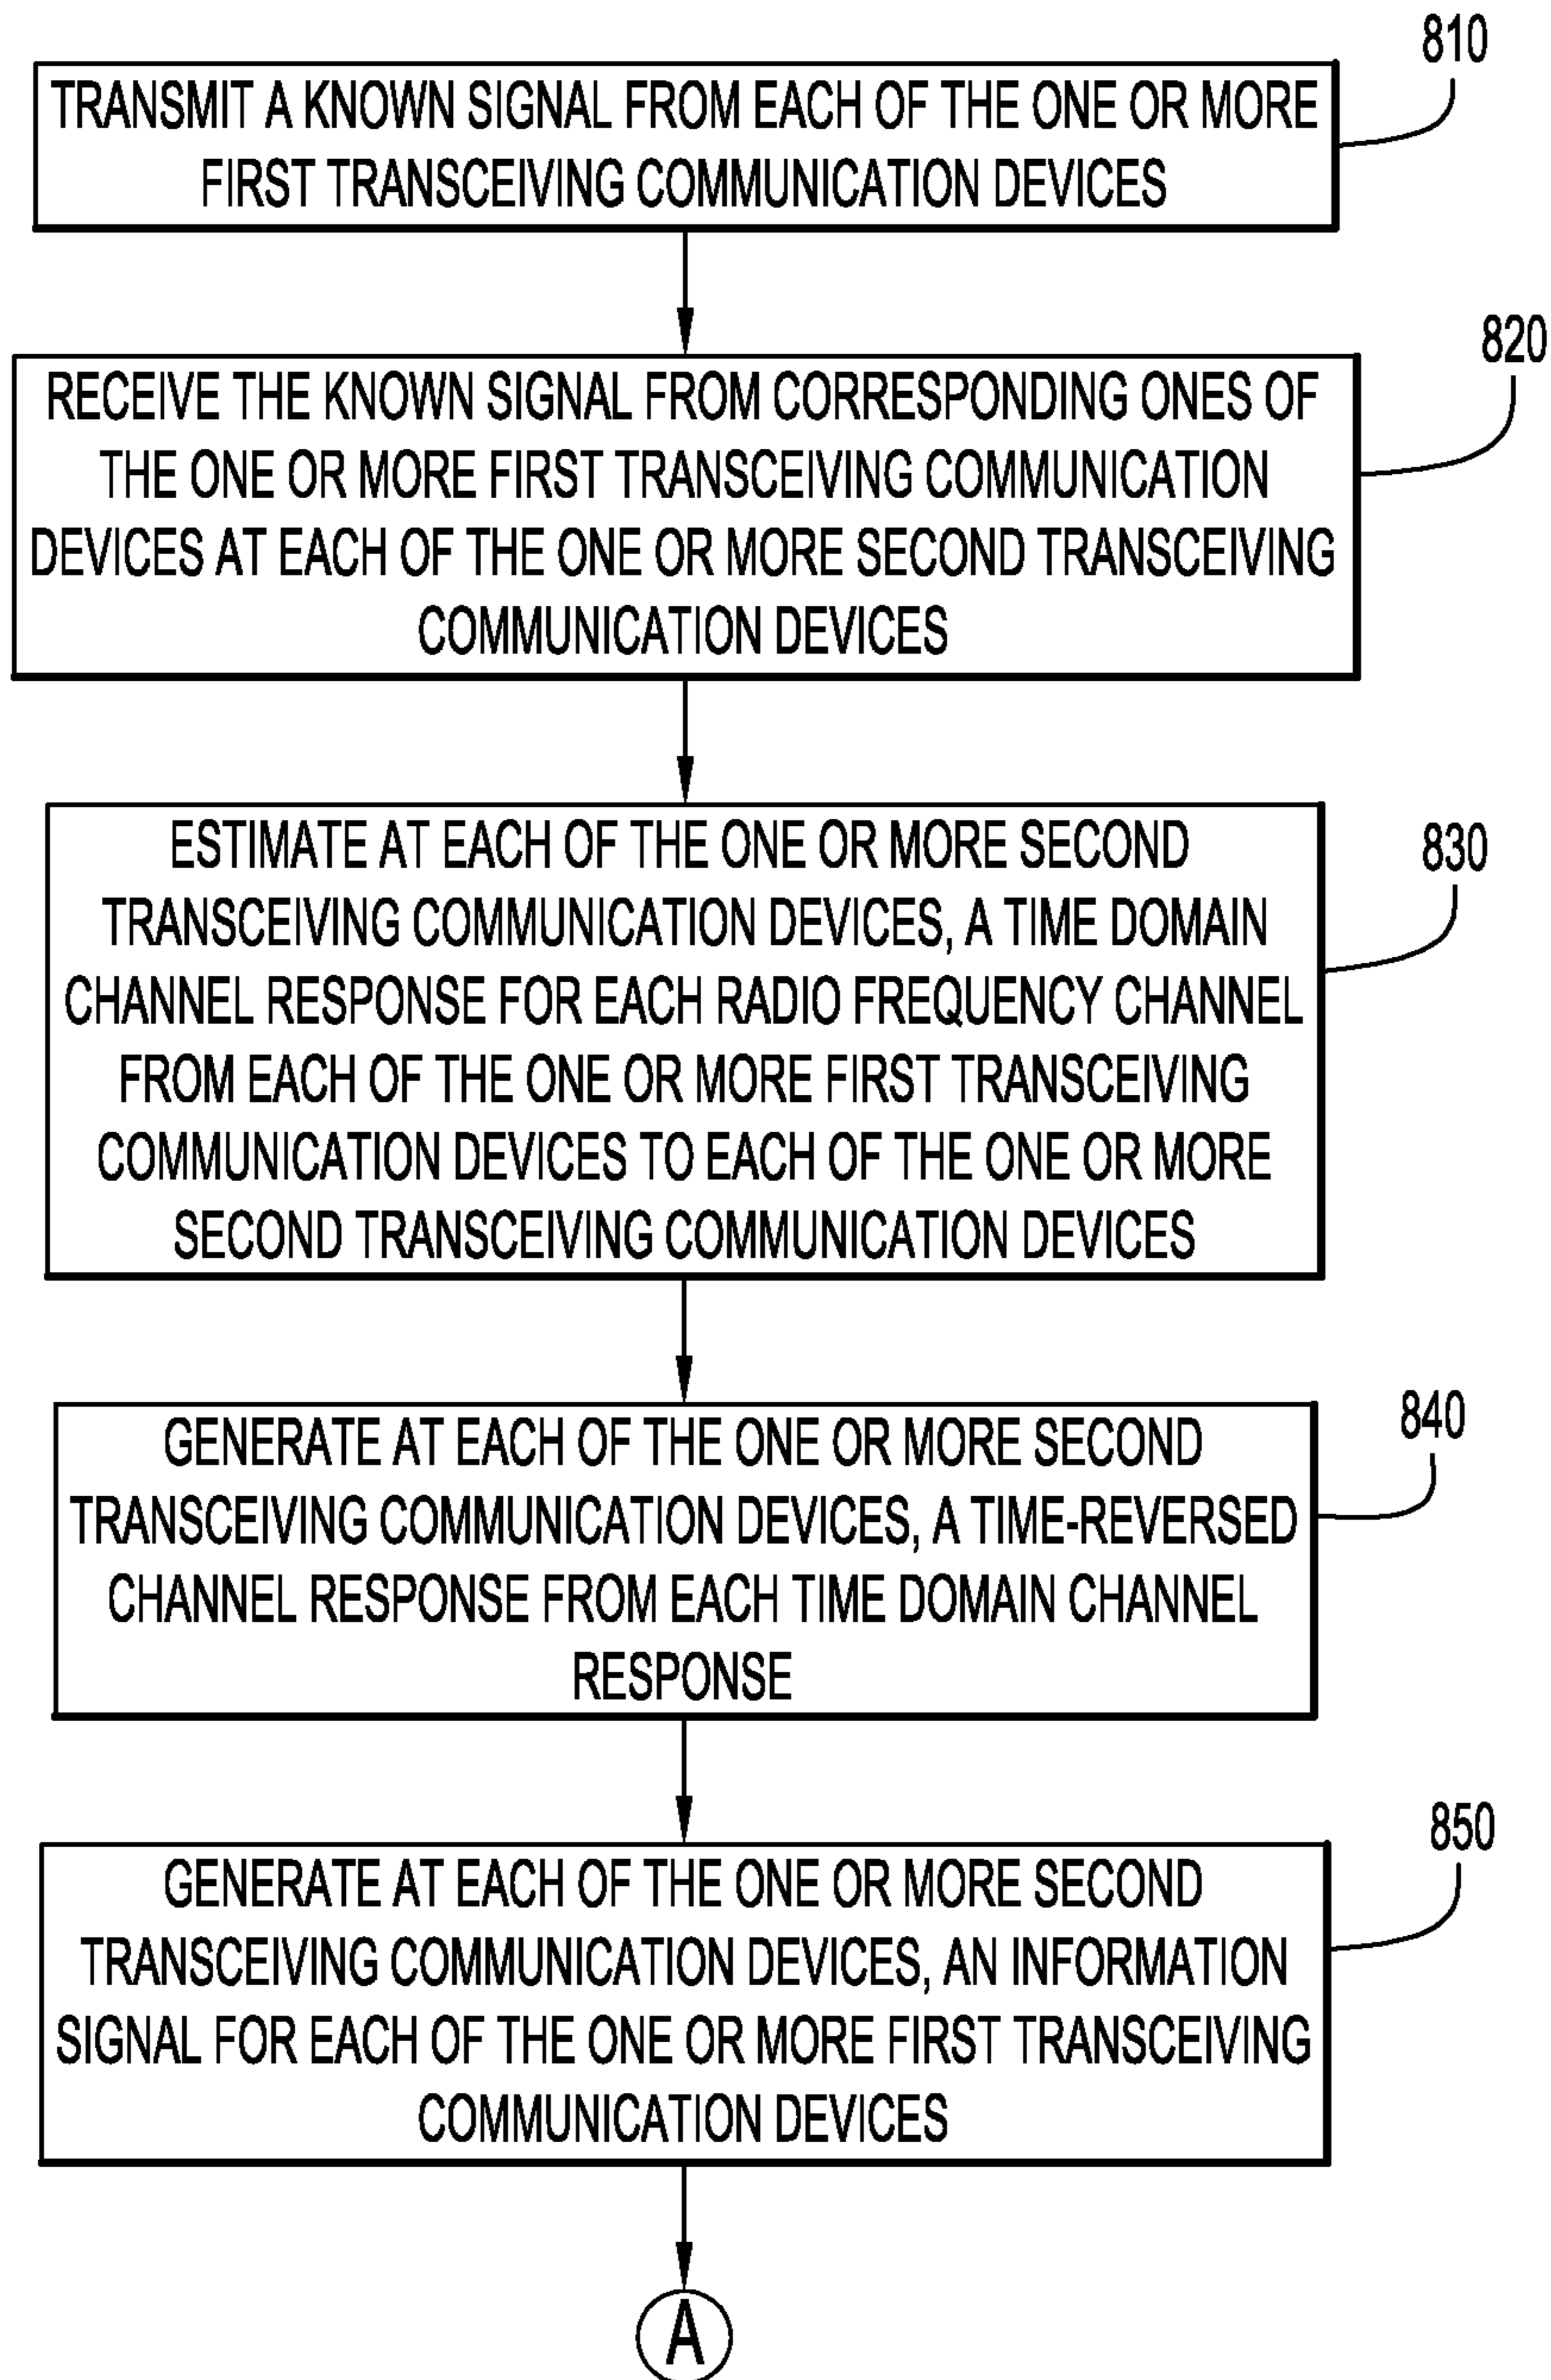 810
TRANSMIT A KNOWN SIGNAL FROM EACH OF THE ONE OR MORE
FIRST TRANSCEIVING COMMUNICATION DEVICES
820
RECEIVE THE KNOWN SIGNAL FROM CORRESPONDING ONES OF
THE ONE OR MORE FIRST TRANSCEIVING COMMUNICATION
DEVICES AT EACH OF THE ONE OR MORE SECOND TRANSCEIVING
COMMUNICATION DEVICES
830
ESTIMATE AT EACH OF THE ONE OR MORE SECOND
TRANSCEIVING COMMUNICATION DEVICES, A TIME DOMAIN
CHANNEL RESPONSE FOR EACH RADIO FREQUENCY CHANNEL
FROM EACH OF THE ONE OR MORE FIRST TRANSCEIVING
COMMUNICATION DEVICES TO EACH OF THE ONE OR MORE
SECOND TRANSCEIVING COMMUNICATION DEVICES
840
GENERATE AT EACH OF THE ONE OR MORE SECOND
TRANSCEIVING COMMUNICATION DEVICES, A TIME-REVERSED
CHANNEL RESPONSE FROM EACH TIME DOMAIN CHANNEL
RESPONSE
850
GENERATE AT EACH OF THE ONE OR MORE SECOND
TRANSCEIVING COMMUNICATION DEVICES, AN INFORMATION
SIGNAL FOR EACH OF THE ONE OR MORE FIRST TRANSCEIVING
COMMUNICATION DEVICES
A